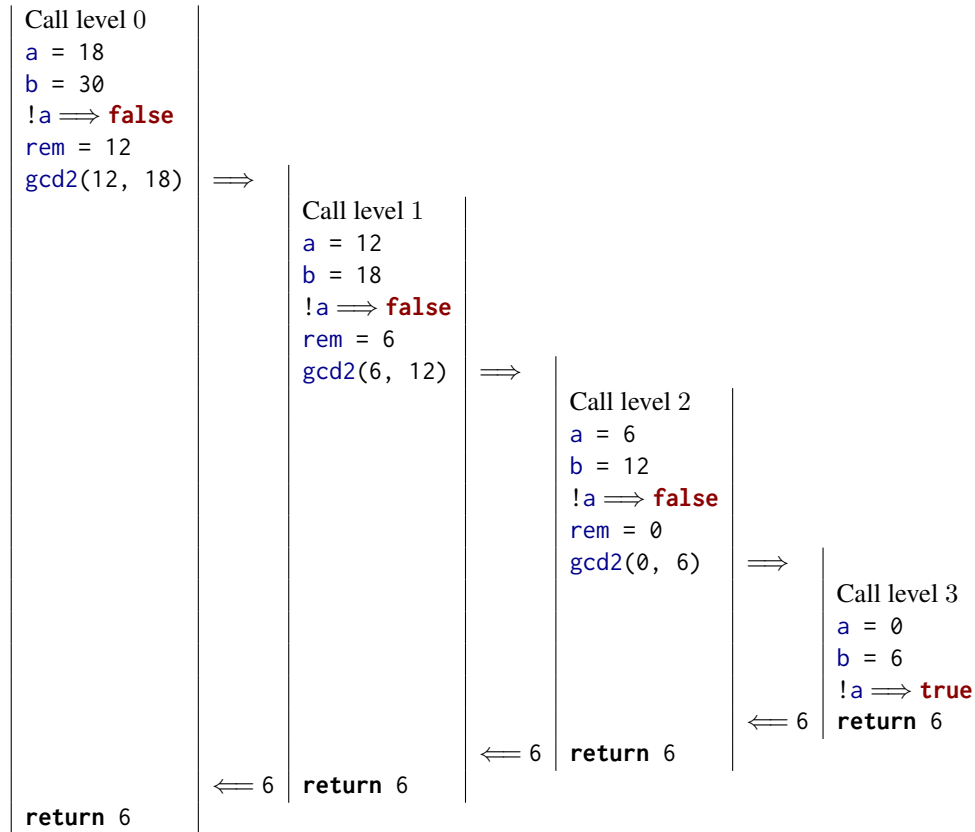 Call level 0
a = 18
b = 30
!a ⟹ false
rem = 12
gcd2(12, 18) ⟹
Call level 1
a = 12
b = 18
!a ⟹ false
rem = 6
gcd2(6, 12) ⟹
Call level 2
a = 6
b = 12
!a ⟹ false
rem = 0
gcd2(0, 6) ⟹
Call level 3
a = 0
b = 6
!a ⟹ true
⟸ 6 return 6
⟸ 6 return 6
⟸ 6 return 6
return 6